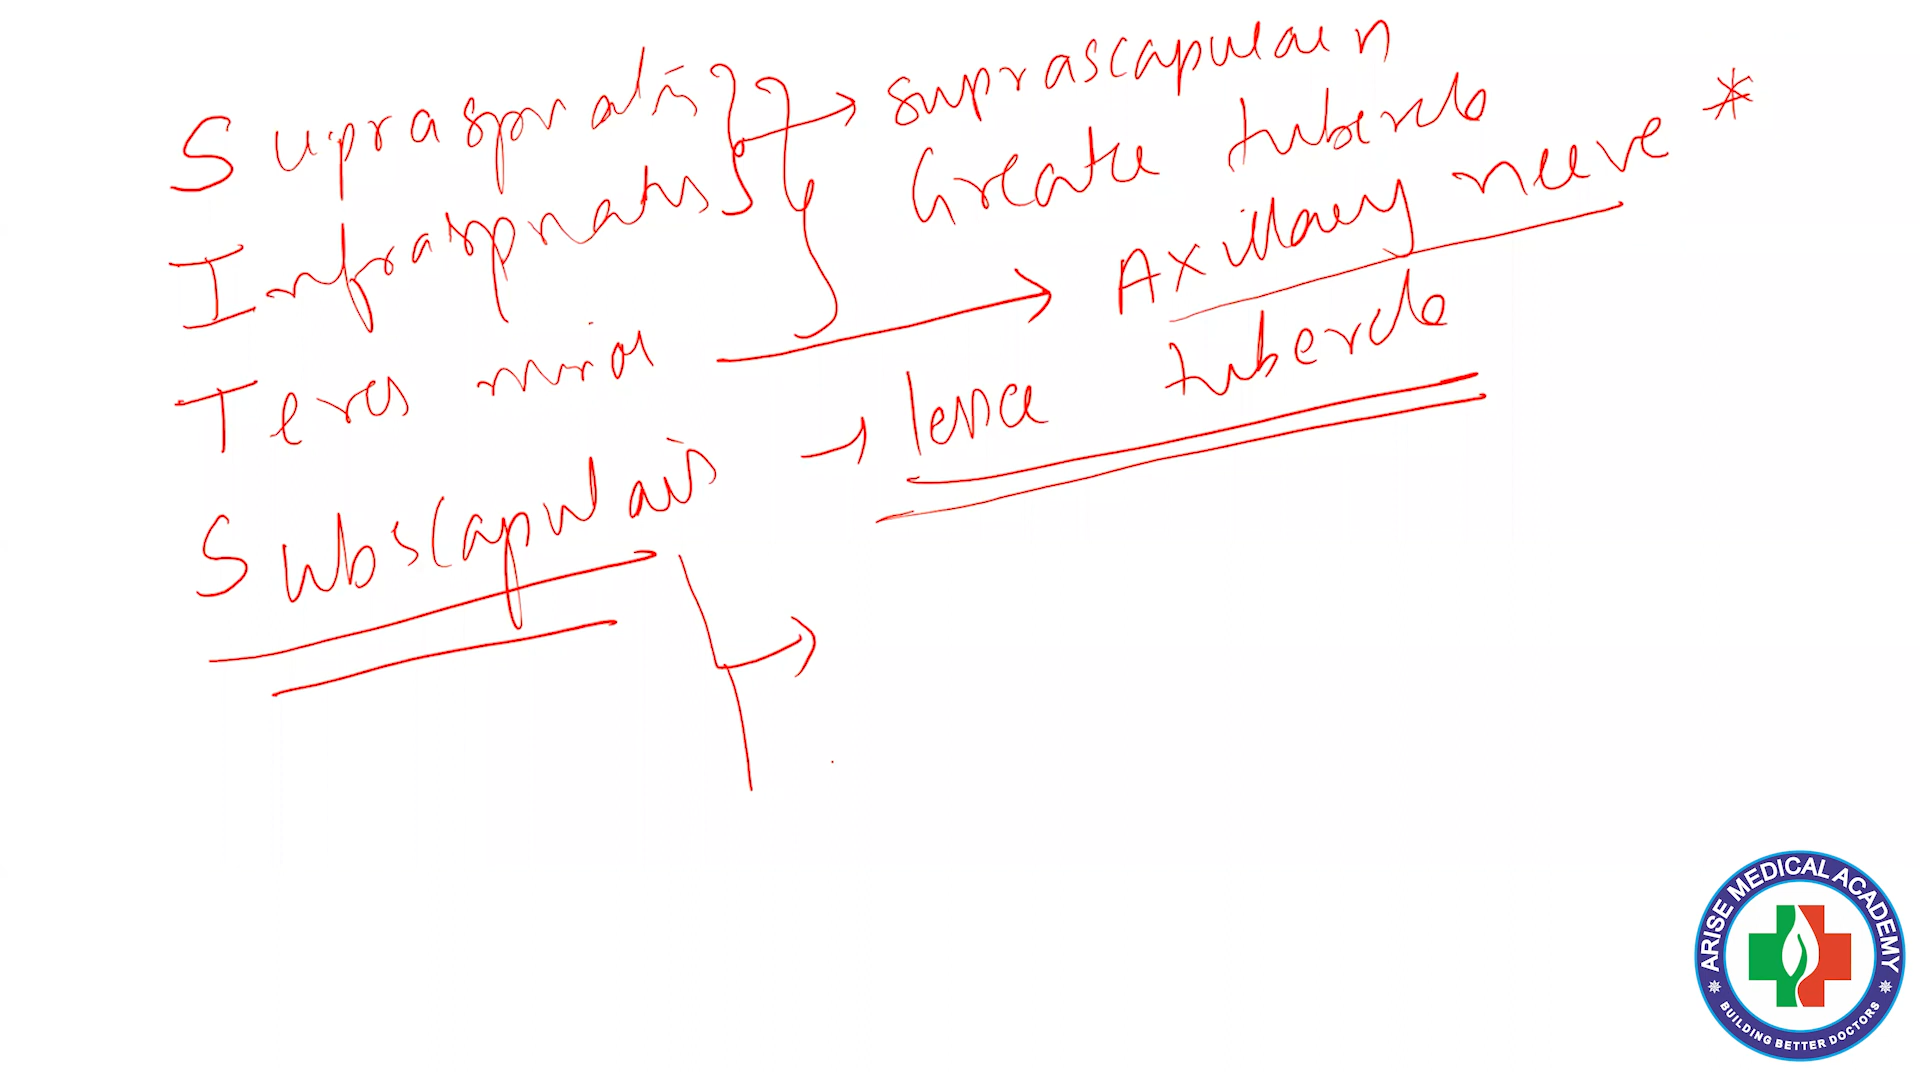 Supraspinatus → suprascapular n
Infraspinatus Greater tubercle
Teres minor → Axillary nerve *
Subscapularis → lesser tubercle
ARISE MEDICAL ACADEMY
BUILDING BETTER DOCTORS